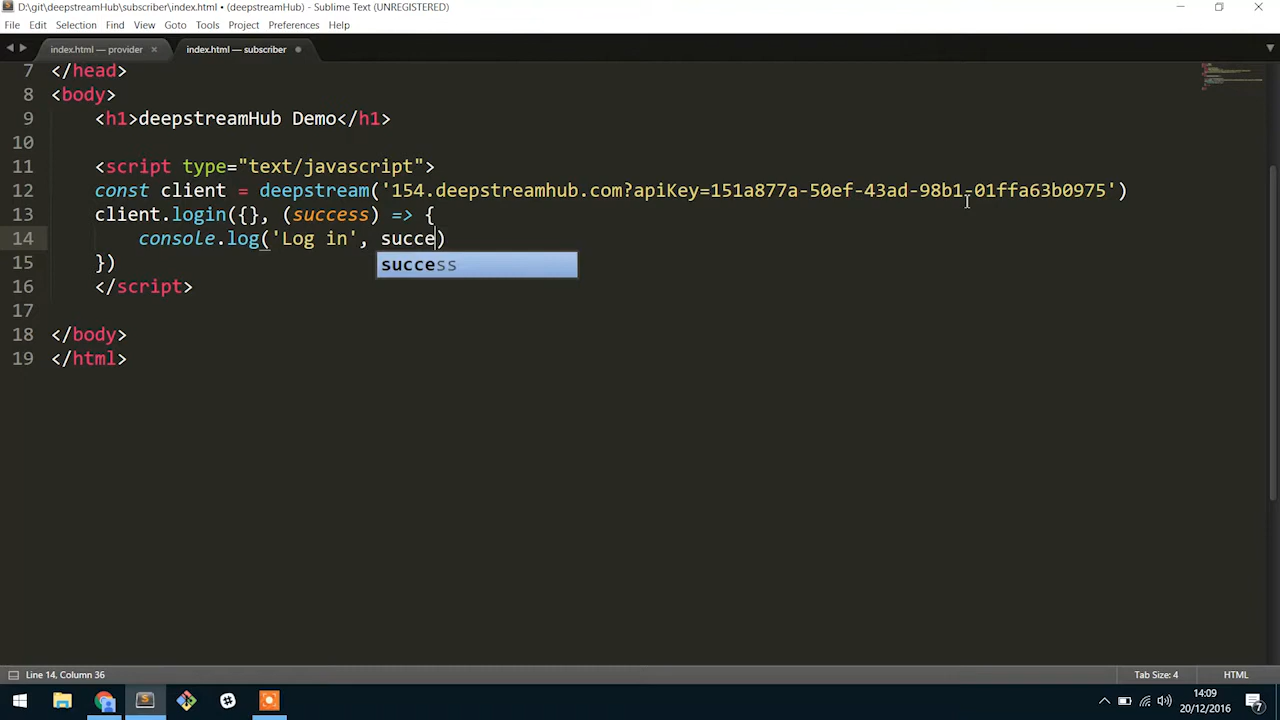 D:\git\deepstreamHub\subscriber\index.html • (deepstreamHub) - Sublime Text (UNREGISTERED)
File Edit Selection Find View Goto Tools Project Preferences Help
index.html — provider × index.html — subscriber
7 </head>
8 <body>
9 <h1>deepstreamHub Demo</h1>
10
11 <script type="text/javascript">
12 const client = deepstream('154.deepstreamhub.com?apiKey=151a877a-50ef-43ad-98b1-01ffa63b0975')
13 client.login({}, (success) => {
14 console.log('Log in', succe)
success
15 })
16 </script>
17
18 </body>
19 </html>
Line 14, Column 36 Tab Size: 4 HTML
14:09
20/12/2016
7